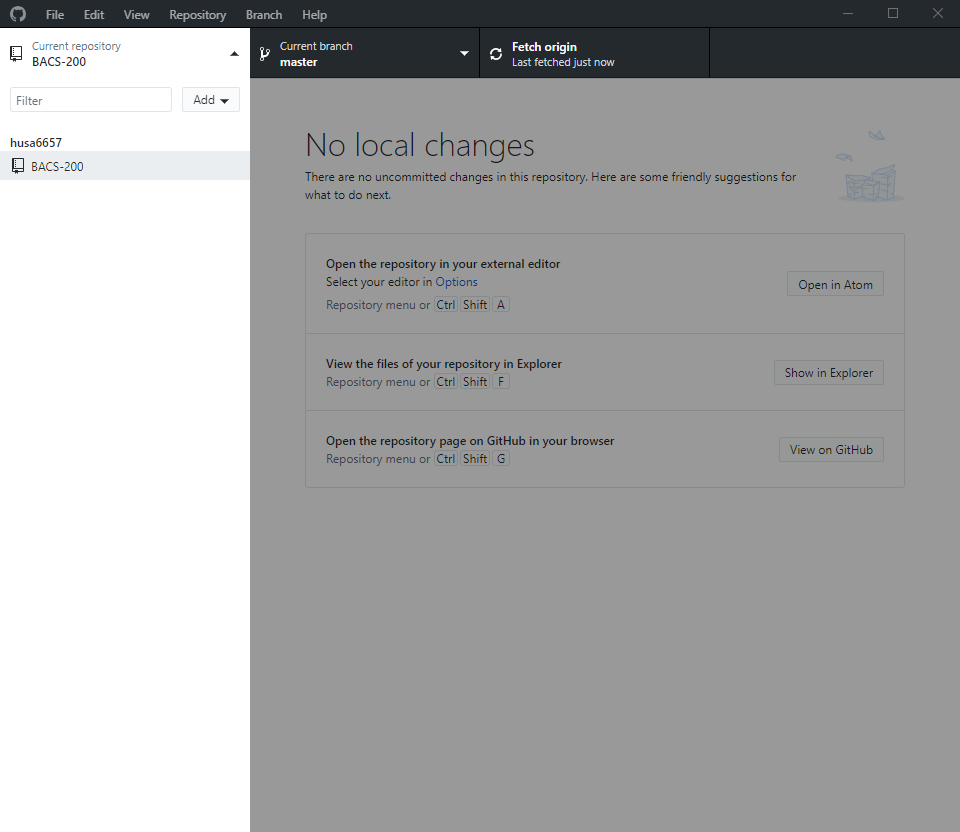 File Edit View Repository Branch Help
Current repository
BACS-200
Current branch
master
Fetch origin
Last fetched just now
Filter
Add
husa6657
BACS-200
No local changes
There are no uncommitted changes in this repository. Here are some friendly suggestions for
what to do next.
Open the repository in your external editor
Select your editor in Options
Repository menu or Ctrl Shift A
Open in Atom
View the files of your repository in Explorer
Repository menu or Ctrl Shift F
Show in Explorer
Open the repository page on GitHub in your browser
Repository menu or Ctrl Shift G
View on GitHub